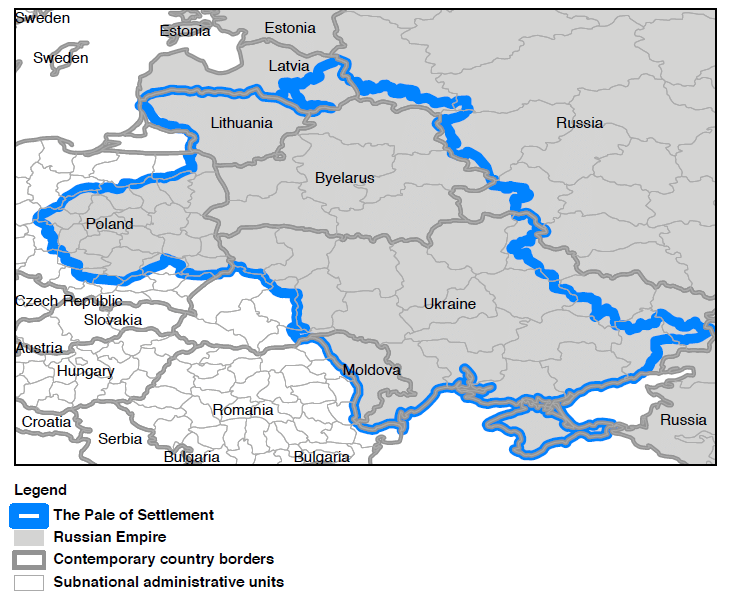 Sweden
Estonia
Estonia
Sweden
Latvia
Lithuania
Russia
Byelarus
Poland
Czech Republic
Ukraine
Slovakia
Austria
Hungary
Moldova
Romania
Croatia
Russia
Serbia
Bulgaria
Bulgaria
Legend
The Pale of Settlement
Russian Empire
Contemporary country borders
Subnational administrative units